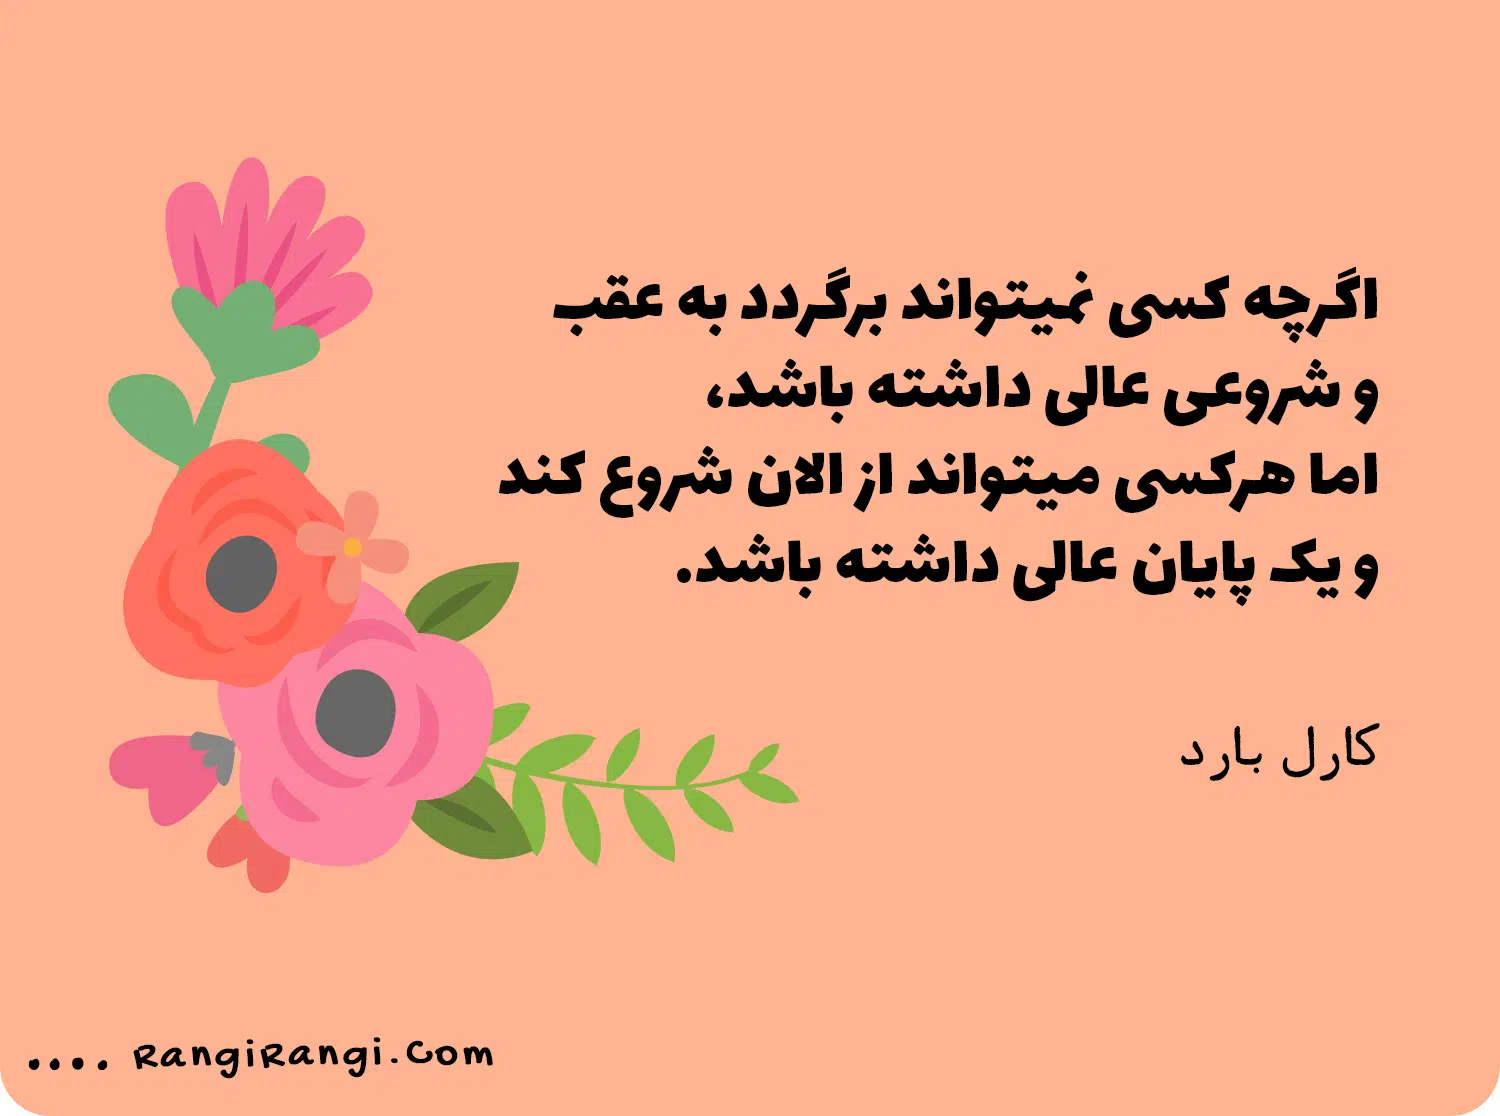 اگرچه کسی نمیتواند برگردد به عقب
و شروعی عالی داشته باشد،
اما هرکسی میتواند از الان شروع کند
و یک پایان عالی داشته باشد.
کارل بارد
.... RangiRangi.Com